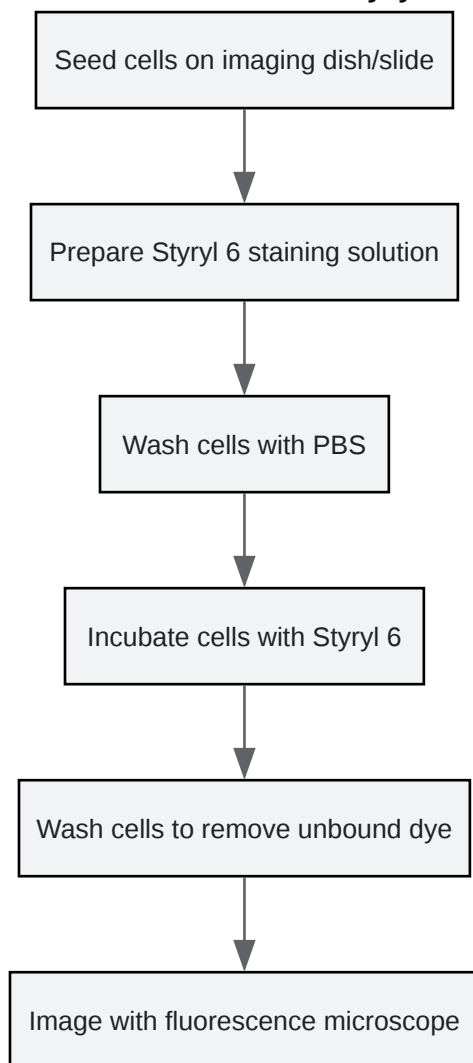 Seed cells on imaging dish/slide
Prepare Styryl 6 staining solution
Wash cells with PBS
Incubate cells with Styryl 6
Wash cells to remove unbound dye
Image with fluorescence microscope